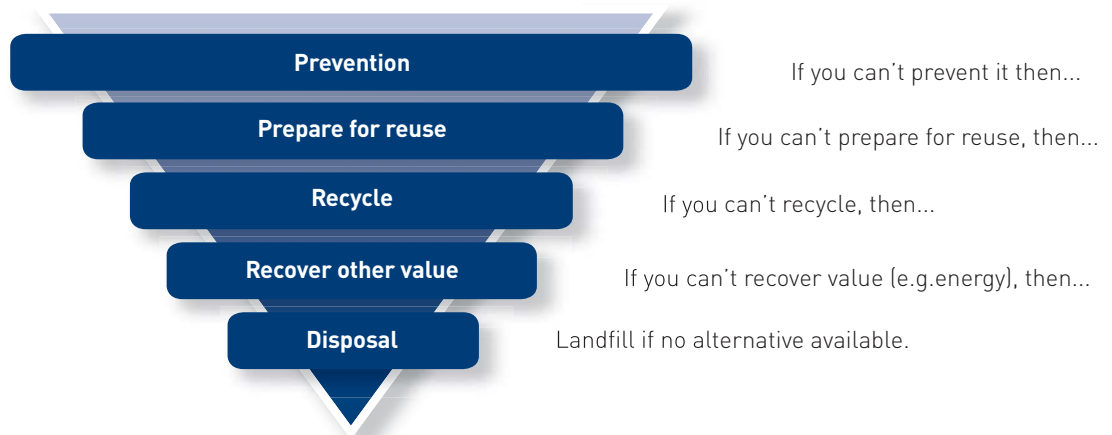 Prevention
If you can't prevent it then...
Prepare for reuse
If you can't prepare for reuse, then...
Recycle
If you can't recycle, then...
Recover other value
If you can't recover value (e.g.energy), then...
Disposal
Landfill if no alternative available.